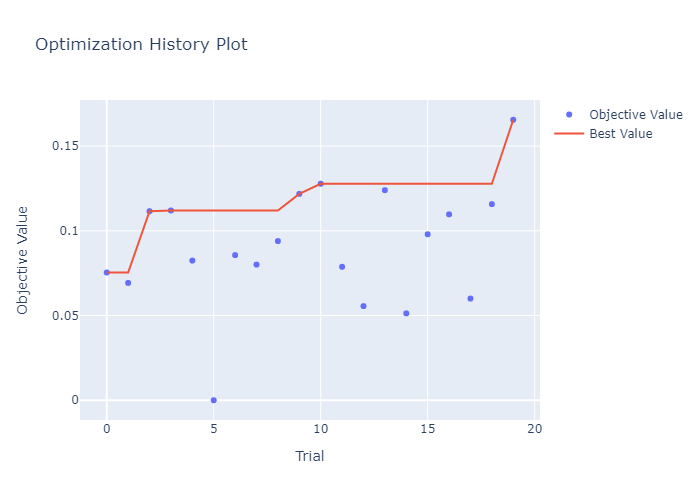 Optimization History Plot
Objective Value
Best Value
0.15
0.1
0.05
0
Objective Value
0
5
10
15
20
Trial